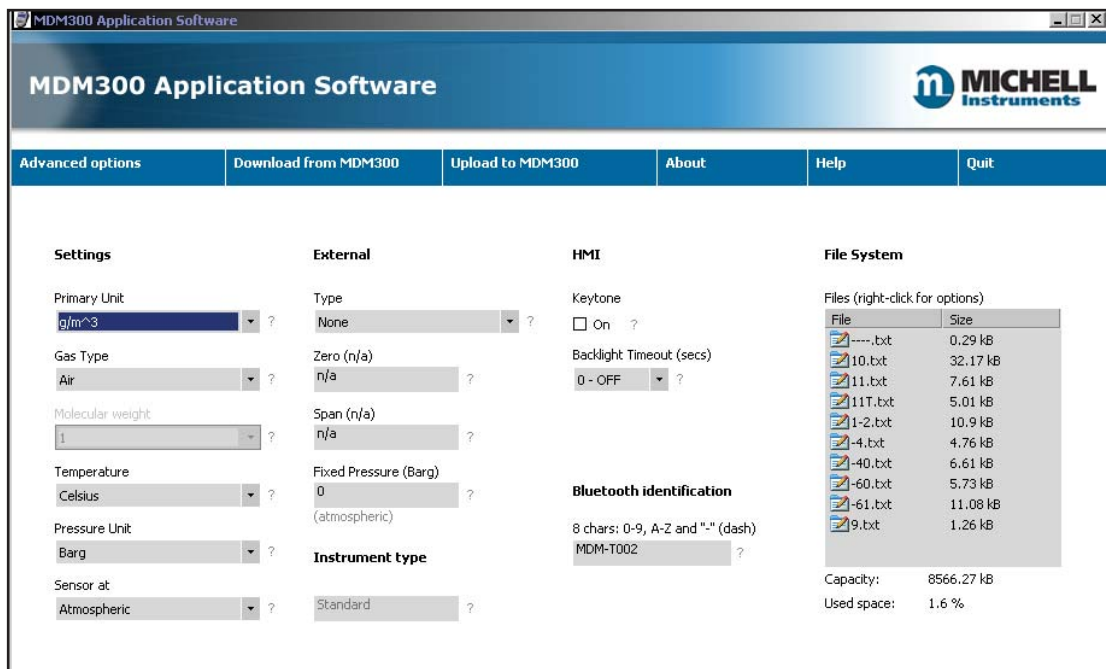 MDM300 Application Software
MDM300 Application Software
MICHELL
Instruments
Advanced options
Download from MDM300
Upload to MDM300
About
Help
Quit
Settings
Primary Unit
g/m^3
?
Gas Type
Air
?
Molecular weight
1
?
Temperature
Celsius
?
Pressure Unit
Barg
?
Sensor at
Atmospheric
?
External
Type
None
?
Zero (n/a)
n/a
?
Span (n/a)
n/a
?
Fixed Pressure (Barg)
0
?
(atmospheric)
Instrument type
Standard
?
HMI
Keytone
On ?
Backlight Timeout (secs)
0 - OFF
?
Bluetooth identification
8 chars: 0-9, A-Z and "-" (dash)
MDM-T002
?
File System
Files (right-click for options)
File Size
----.txt 0.29 kB
10.txt 32.17 kB
11.txt 7.61 kB
11T.txt 5.01 kB
1-2.txt 10.9 kB
-4.txt 4.76 kB
-40.txt 6.61 kB
-60.txt 5.73 kB
-61.txt 11.08 kB
9.txt 1.26 kB
Capacity: 8566.27 kB
Used space: 1.6 %